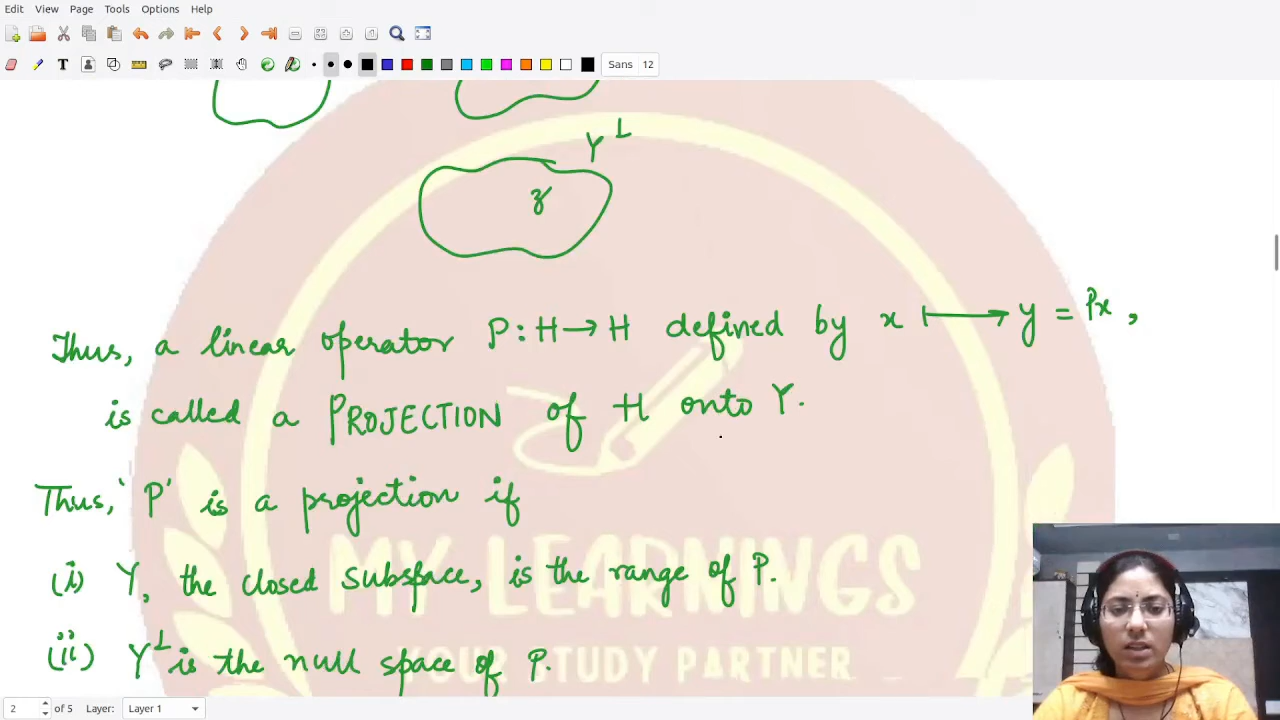 Edit View Page Tools Options Help
Sans 12
Y⊥
z
Thus, a linear operator P : H → H defined by x ⟼ y = Px ,
is called a PROJECTION of H onto Y.
Thus, 'P' is a projection if
(i) Y, the closed subspace, is the range of P.
(ii) Y⊥ is the null space of P.
MY LEARNINGS
YOUR STUDY PARTNER
2 of 5 Layer: Layer 1